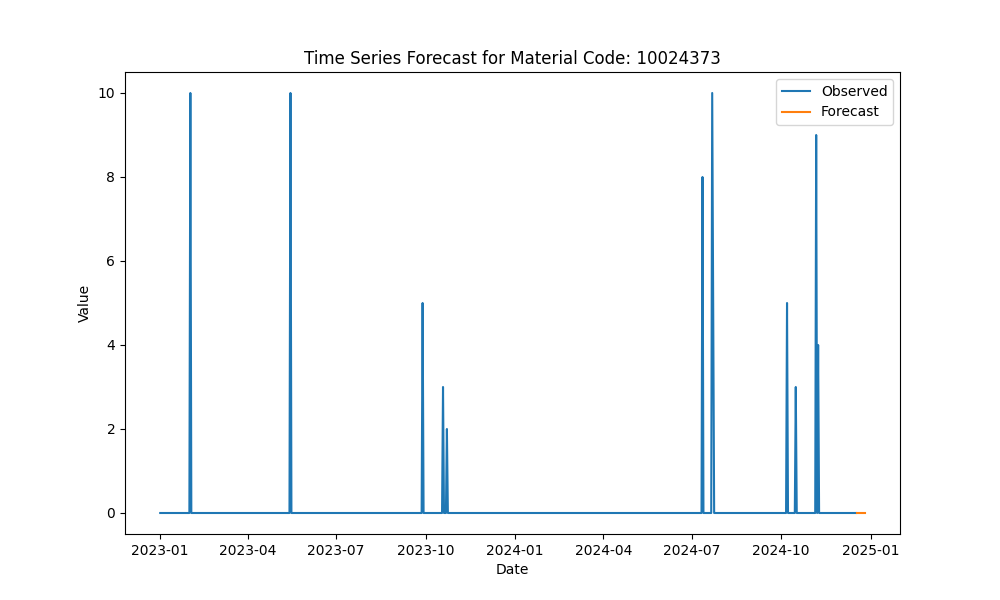 Time Series Forecast for Material Code: 10024373
Observed
Forecast
10
8
6
4
2
0
Value
2023-01 2023-04 2023-07 2023-10 2024-01 2024-04 2024-07 2024-10 2025-01
Date